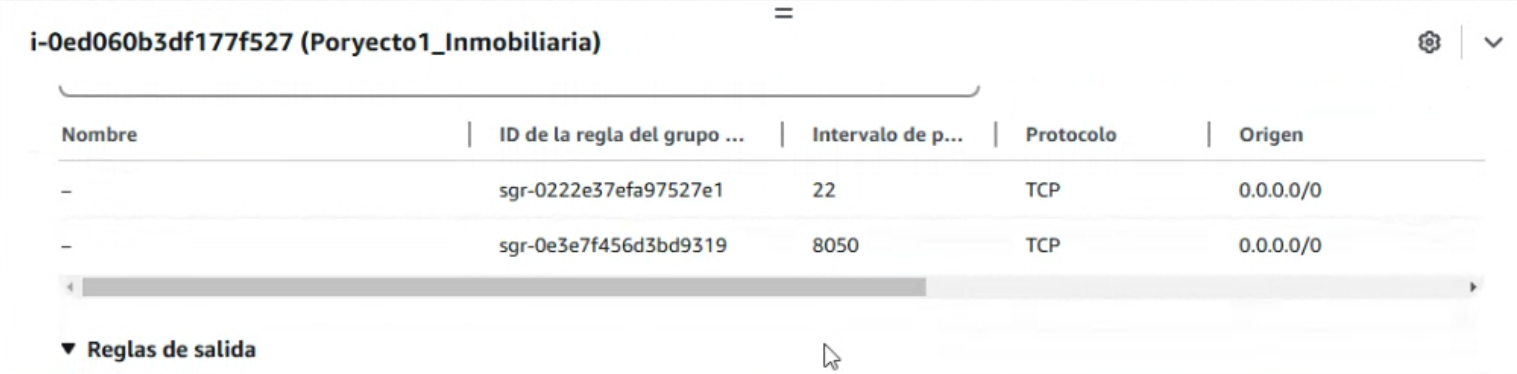 i-0ed060b3df177f527 (Poryecto1_Inmobiliaria)
Nombre ID de la regla del grupo ... Intervalo de p... Protocolo Origen
– sgr-0222e37efa97527e1 22 TCP 0.0.0.0/0
– sgr-0e3e7f456d3bd9319 8050 TCP 0.0.0.0/0
Reglas de salida